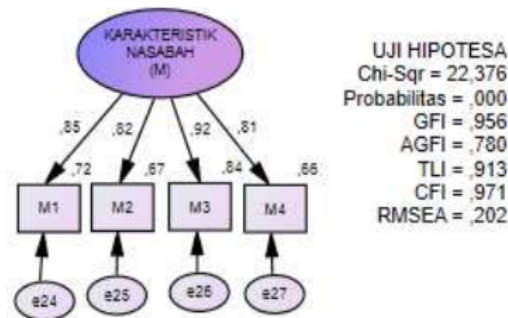 KARAKTERISTIK
NASABAH
(M)
,85
,82
,92
,81
,72
,67
,84
,66
M1
M2
M3
M4
e24
e25
e26
e27
UJI HIPOTESA
Chi-Sqr = 22,376
Probabilitas = ,000
GFI = ,956
AGFI = ,780
TLI = ,913
CFI = ,971
RMSEA = ,202